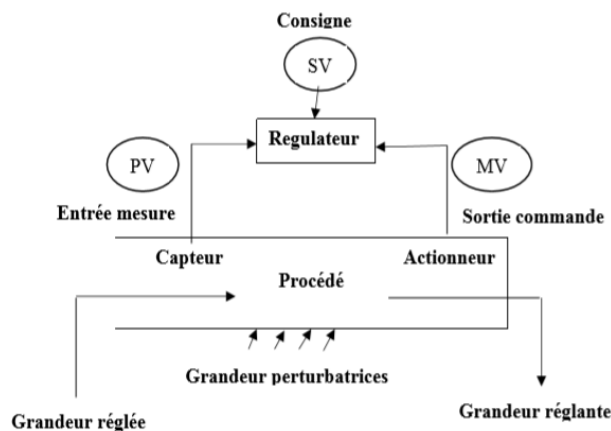 Consigne
SV
Regulateur
PV
MV
Entrée mesure
Sortie commande
Capteur
Actionneur
Procédé
Grandeur perturbatrices
Grandeur réglée
Grandeur réglante